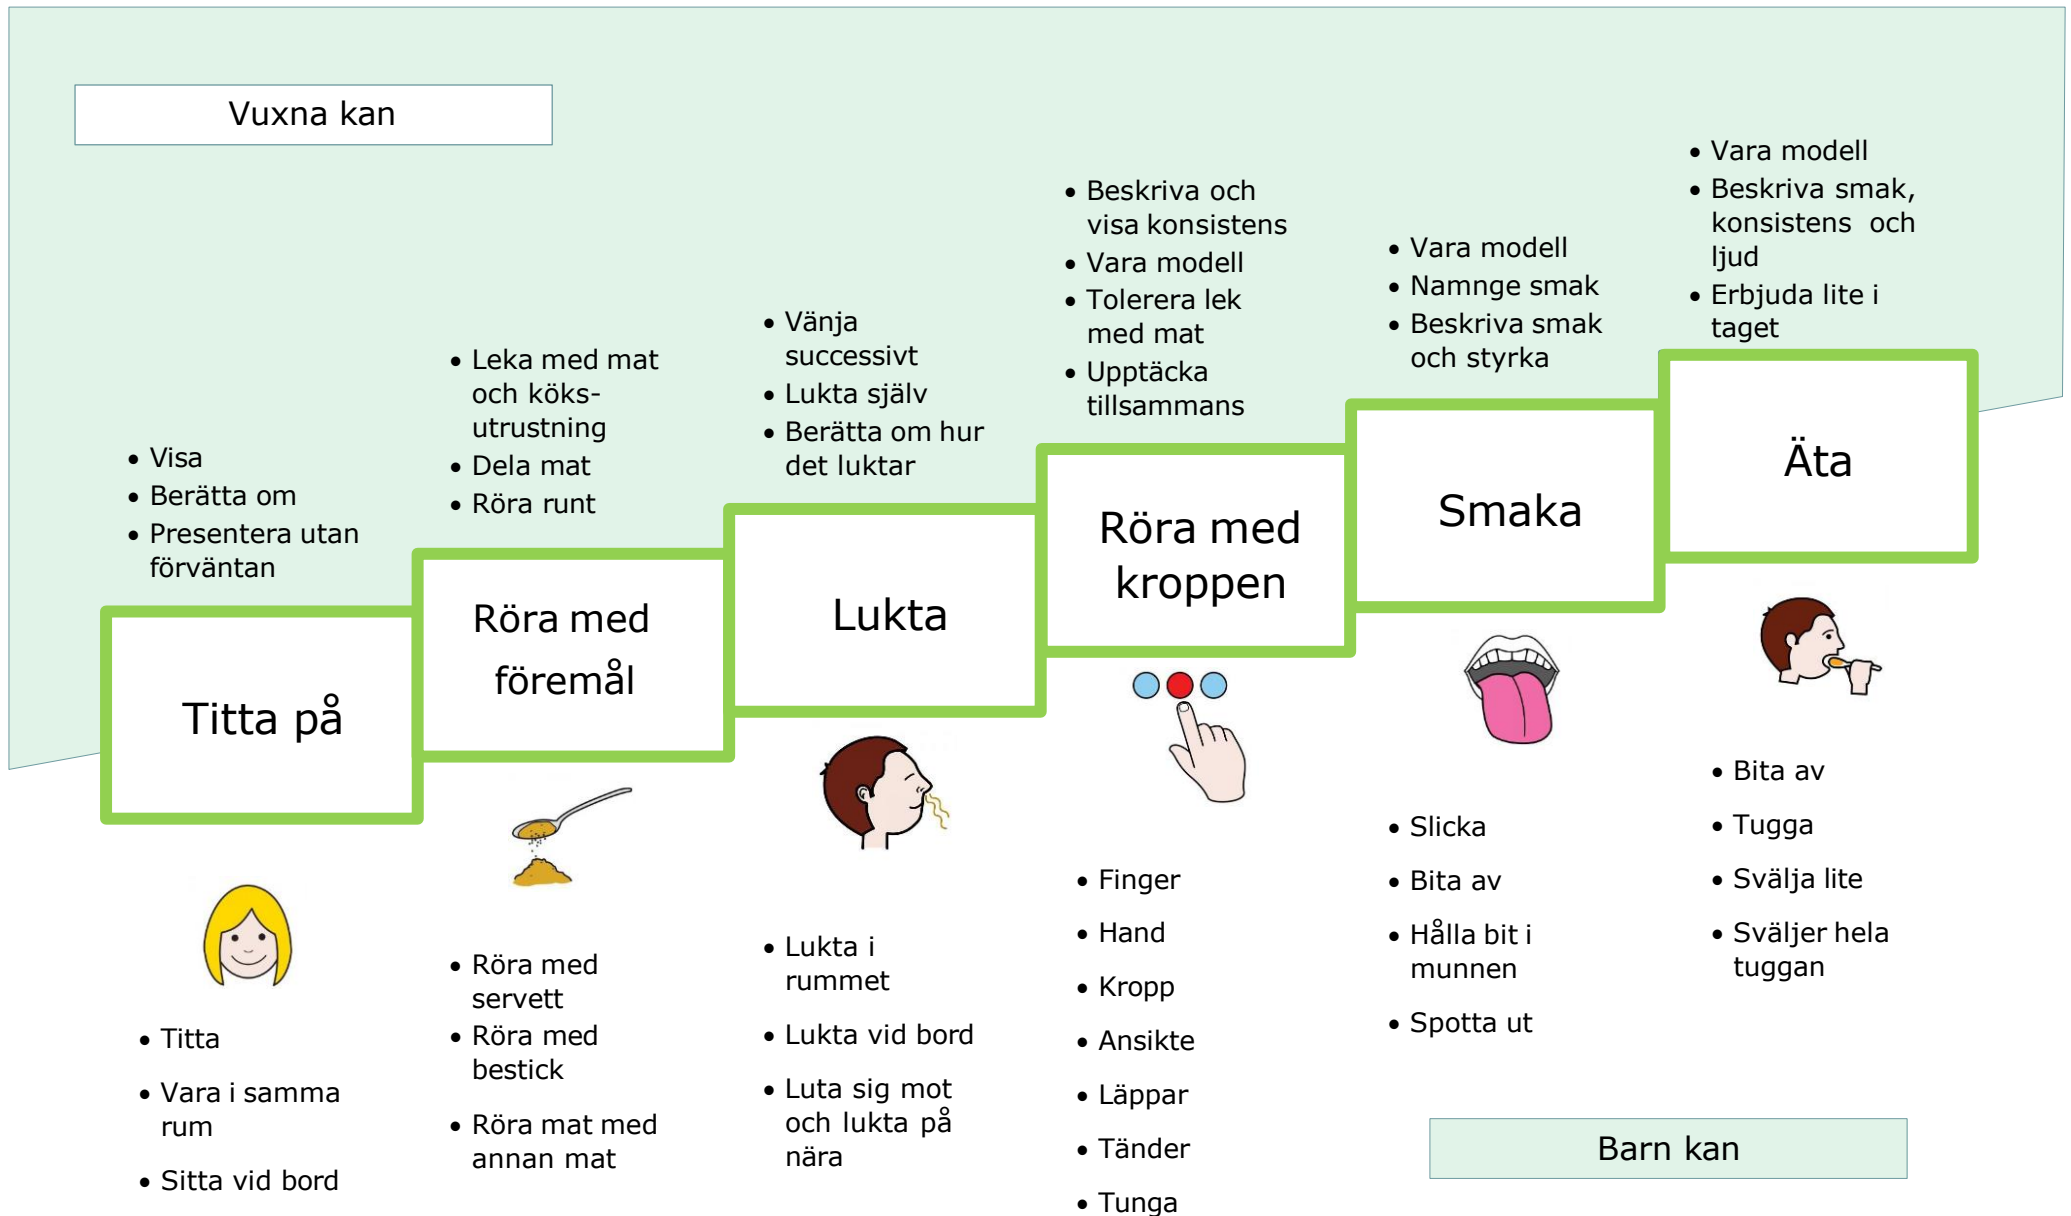 Vuxna kan
• Visa
• Berätta om
• Presentera utan
förväntan
• Leka med mat
och köks-
utrustning
• Dela mat
• Röra runt
• Vänja
successivt
• Lukta själv
• Berätta om hur
det luktar
• Beskriva och
visa konsistens
• Vara modell
• Tolerera lek
med mat
• Upptäcka
tillsammans
• Vara modell
• Namnge smak
• Beskriva smak
och styrka
• Vara modell
• Beskriva smak,
konsistens och
ljud
• Erbjuda lite i
taget
Titta på
Röra med
föremål
Lukta
Röra med
kroppen
Smaka
Äta
• Titta
• Vara i samma
rum
• Sitta vid bord
• Röra med
servett
• Röra med
bestick
• Röra mat med
annan mat
• Lukta i
rummet
• Lukta vid bord
• Luta sig mot
och lukta på
nära
• Finger
• Hand
• Kropp
• Ansikte
• Läppar
• Tänder
• Tunga
• Slicka
• Bita av
• Hålla bit i
munnen
• Spotta ut
• Bita av
• Tugga
• Svälja lite
• Sväljer hela
tuggan
Barn kan